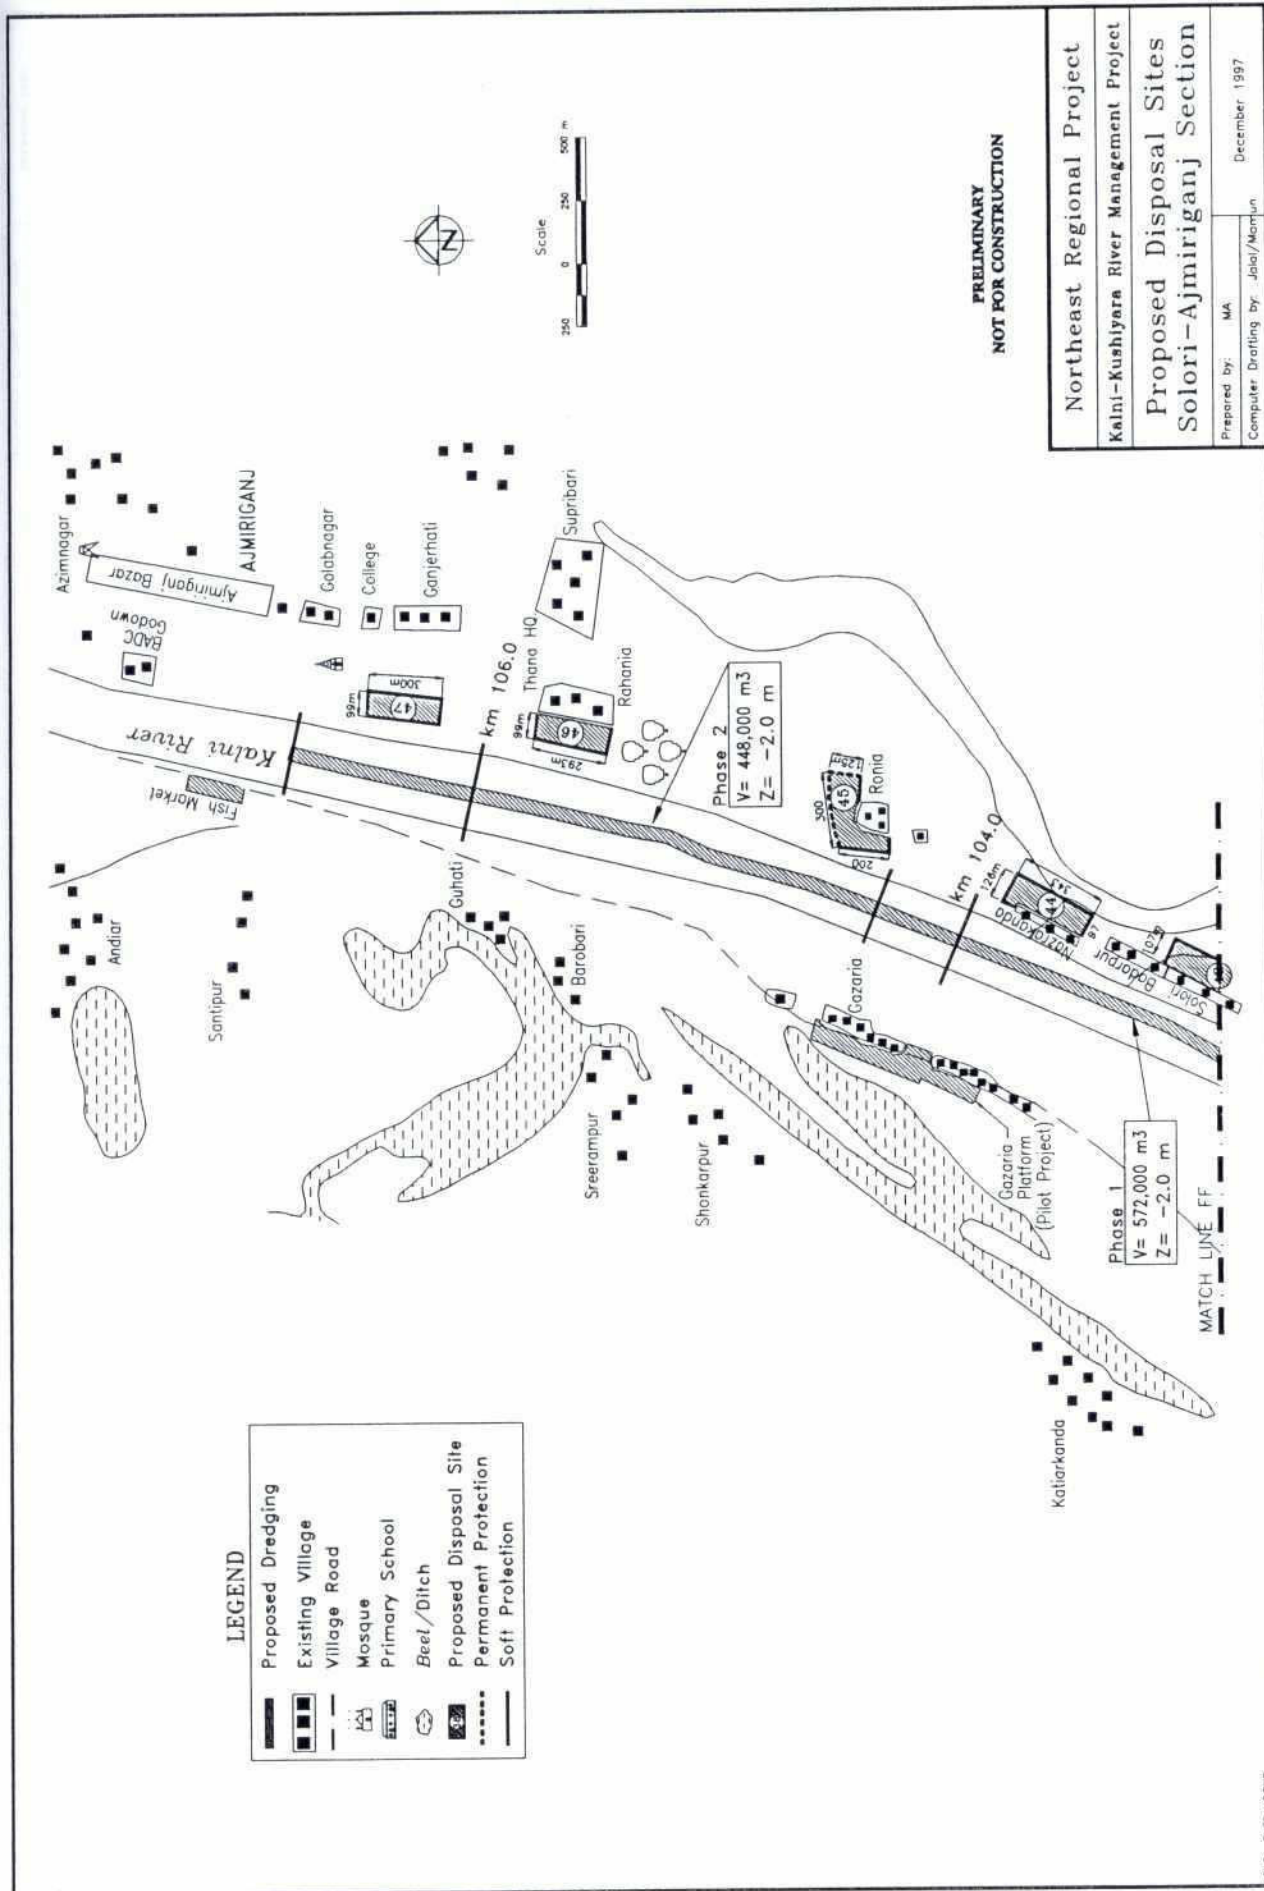 LEGEND
Proposed Dredging
Existing Village
Village Road
Mosque
Primary School
Beel/Ditch
Proposed Disposal Site
Permanent Protection
Soft Protection
Andiar
Santipur
Fish Market
Kalni River
BADC
Godown
Azimnagar
Ajmiriganj Bazar
AJMIRIGANJ
Golabnagar
College
Ganjerhati
99m
300m
47
km 106.0
Thana HQ
Supribari
99m
293m
46
Rahania
Guhati
Barobari
Sreerampur
Shonkarpur
Phase 2
V= 448,000 m3
Z= -2.0 m
300
125m
45
200
Ronia
km 104.0
Gazaria
Gazaria
Platform
(Pilot Project)
126m
343
44
97
Nazrakanda
Badarpur
Solori
Katiarkanda
Phase 1
V= 572,000 m3
Z= -2.0 m
MATCH LINE FF
Scale
250 0 250 500 m
Z
PRELIMINARY
NOT FOR CONSTRUCTION
Northeast Regional Project
Kalni-Kushiyara River Management Project
Proposed Disposal Sites
Solori-Ajmiriganj Section
Prepared by: MA
December 1997
Computer Drafting by: Jalal/Mamun